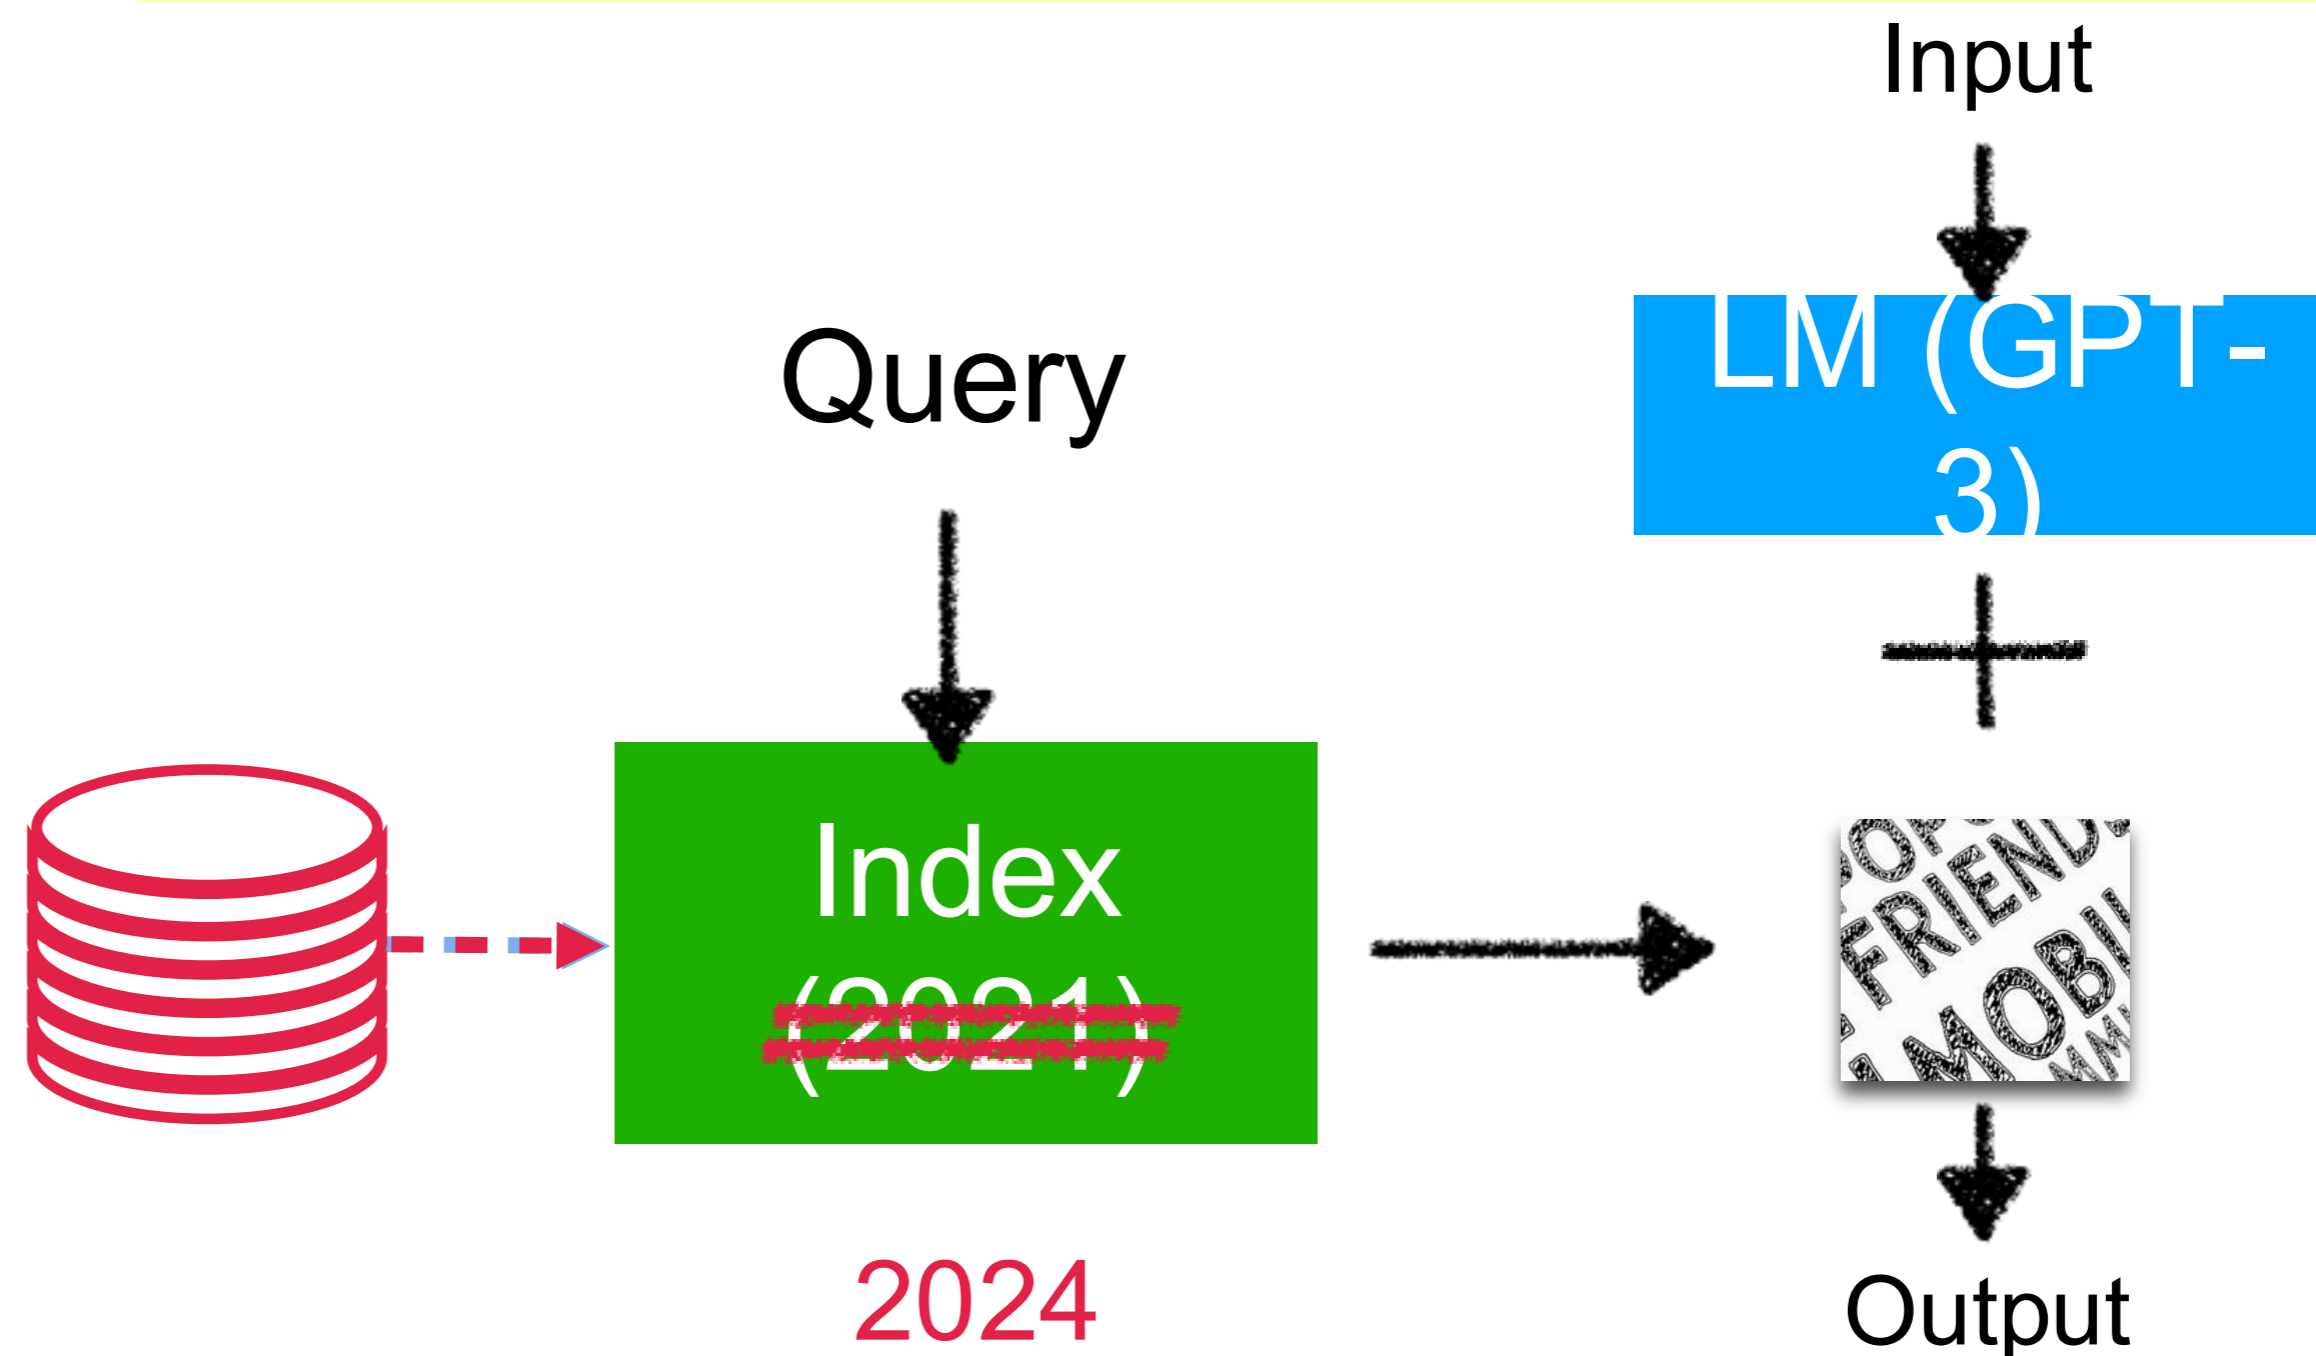 Input
LM (GPT-
3)
Query
Index
(2021)
2024
FRIEND
MOBI
Output